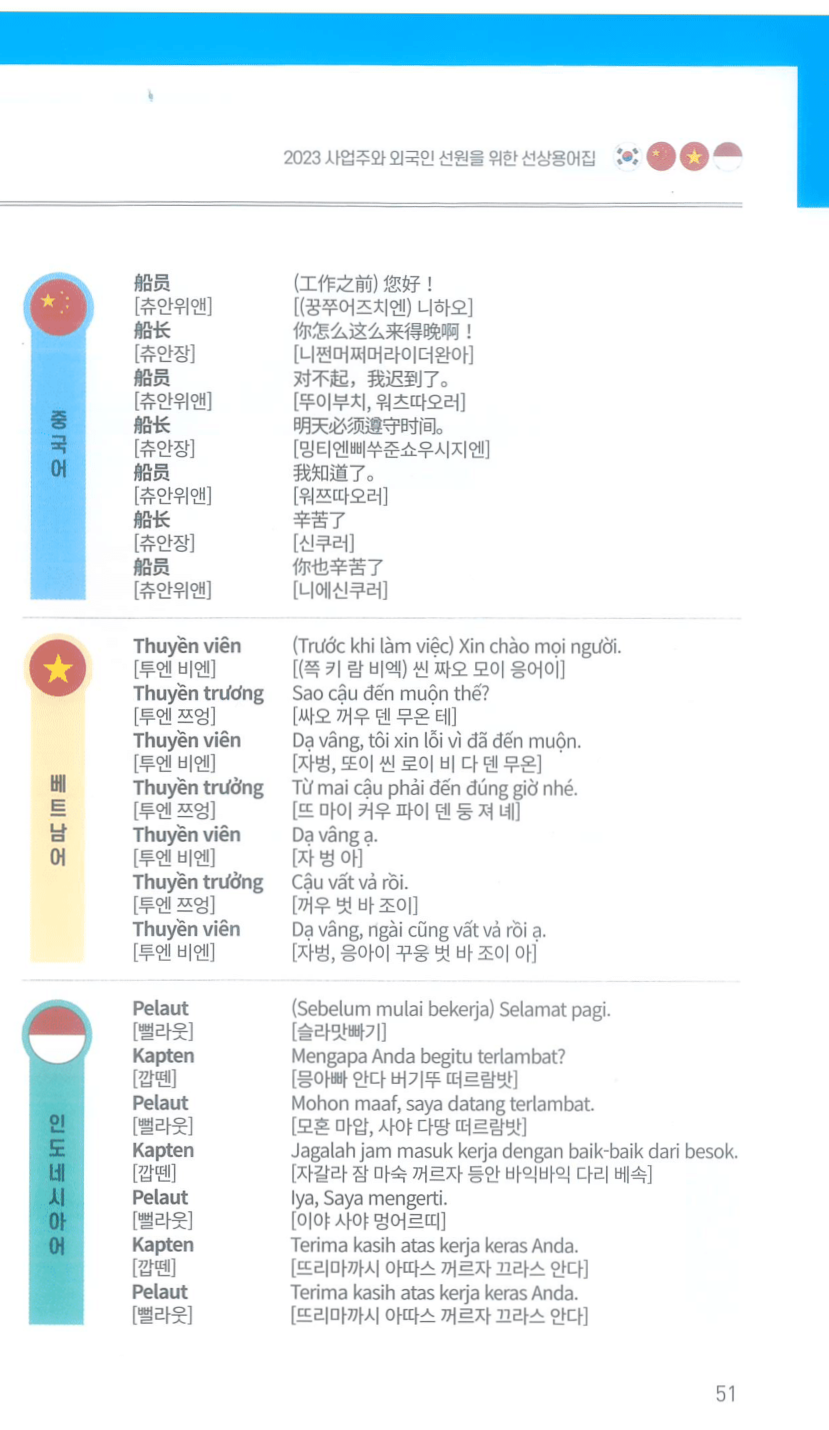 2023 사업주와 외국인 선원을 위한 선상용어집
중국어
船员 (工作之前) 您好！
[츄안위앤] [(꿍쭈어즈치엔) 니하오]
船长 你怎么这么来得晚啊！
[츄안장] [니쩐머쩌머라이더완아]
船员 对不起，我迟到了。
[츄안위앤] [뚜이부치, 워츠따오러]
船长 明天必须遵守时间。
[츄안장] [밍티엔삐쑤준쇼우시지엔]
船员 我知道了。
[츄안위앤] [워쯔따오러]
船长 辛苦了
[츄안장] [신쿠러]
船员 你也辛苦了
[츄안위앤] [니에신쿠러]
베트남어
Thuyền viên (Trước khi làm việc) Xin chào mọi người.
[투엔 비엔] [(쯕 키 람 비엑) 씬 짜오 모이 응어이]
Thuyền trương Sao cậu đến muộn thế?
[투엔 쯔엉] [싸오 꺼우 덴 무온 테]
Thuyền viên Dạ vâng, tôi xin lỗi vì đã đến muộn.
[투엔 비엔] [자벙, 또이 씬 로이 비 다 덴 무온]
Thuyền trưởng Từ mai cậu phải đến đúng giờ nhé.
[투엔 쯔엉] [뜨 마이 커우 파이 덴 둥 져 녜]
Thuyền viên Dạ vâng ạ.
[투엔 비엔] [자 벙 아]
Thuyền trưởng Cậu vất vả rồi.
[투엔 쯔엉] [꺼우 벗 바 조이]
Thuyền viên Dạ vâng, ngài cũng vất vả rồi ạ.
[투엔 비엔] [자벙, 응아이 꾸웅 벗 바 조이 아]
인도네시아어
Pelaut (Sebelum mulai bekerja) Selamat pagi.
[뻘라웃] [슬라맛빠기]
Kapten Mengapa Anda begitu terlambat?
[깝뗀] [믕아빠 안다 버기뚜 떠르람밧]
Pelaut Mohon maaf, saya datang terlambat.
[뻘라웃] [모혼 마압, 사야 다땅 떠르람밧]
Kapten Jagalah jam masuk kerja dengan baik-baik dari besok.
[깝뗀] [자갈라 잠 마숙 꺼르자 등안 바익바익 다리 베속]
Pelaut Iya, Saya mengerti.
[뻘라웃] [이야 사야 멍어르띠]
Kapten Terima kasih atas kerja keras Anda.
[깝뗀] [뜨리마까시 아따스 꺼르자 끄라스 안다]
Pelaut Terima kasih atas kerja keras Anda.
[뻘라웃] [뜨리마까시 아따스 꺼르자 끄라스 안다]
51